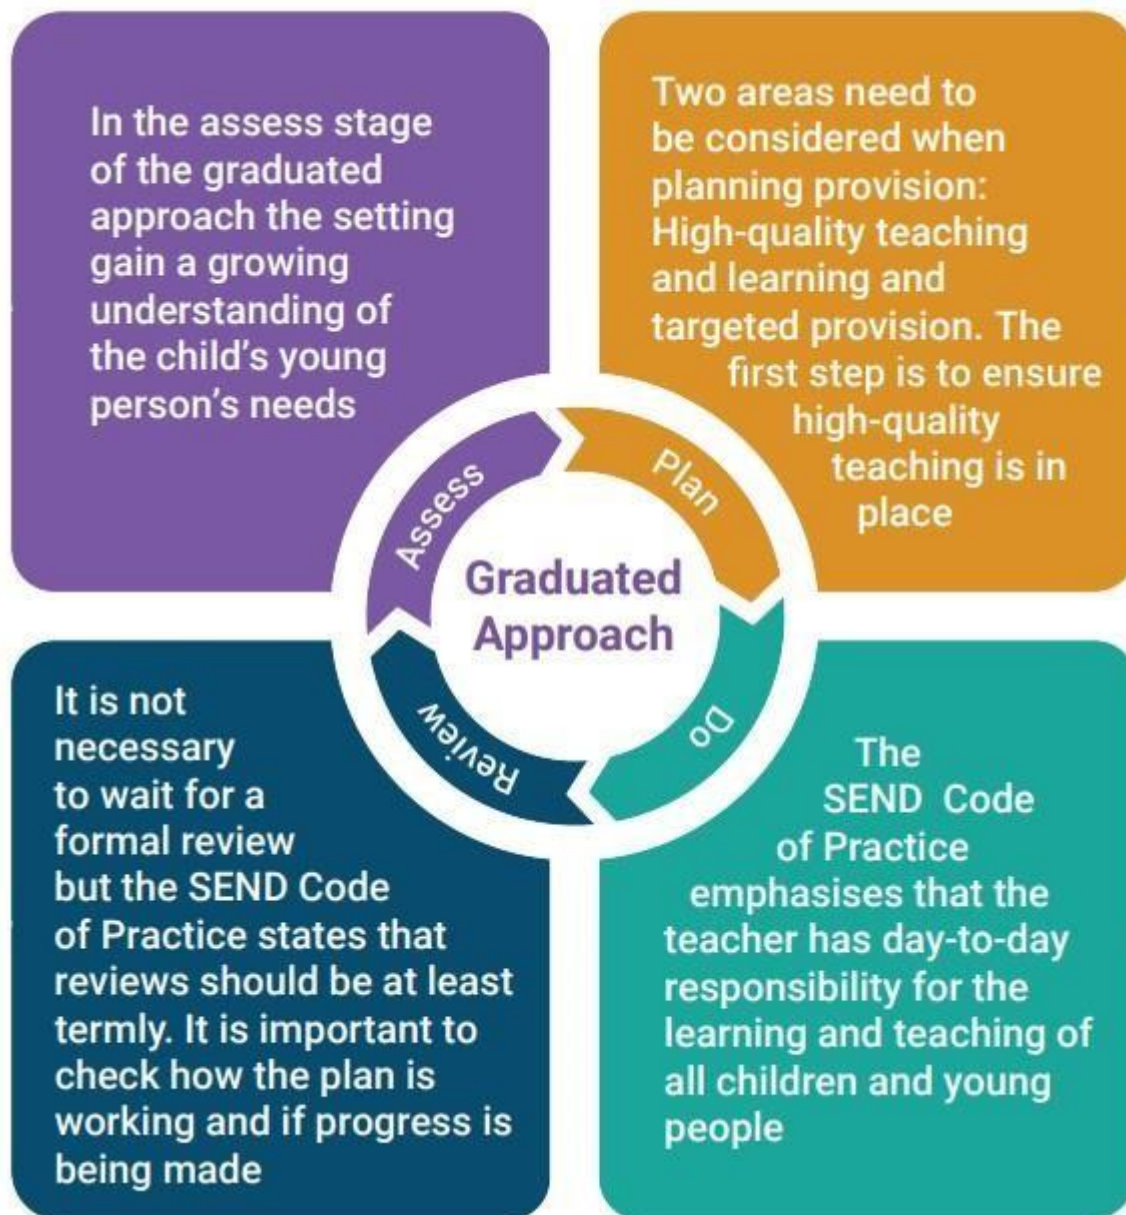 In the assess stage
of the graduated
approach the setting
gain a growing
understanding of
the child's young
person's needs
Two areas need to
be considered when
planning provision:
High-quality teaching
and learning and
targeted provision. The
first step is to ensure
high-quality
teaching is in
place
Assess
Plan
Graduated
Approach
Review
Do
It is not
necessary
to wait for a
formal review
but the SEND Code
of Practice states that
reviews should be at least
termly. It is important to
check how the plan is
working and if progress is
being made
The
SEND Code
of Practice
emphasises that the
teacher has day-to-day
responsibility for the
learning and teaching of
all children and young
people